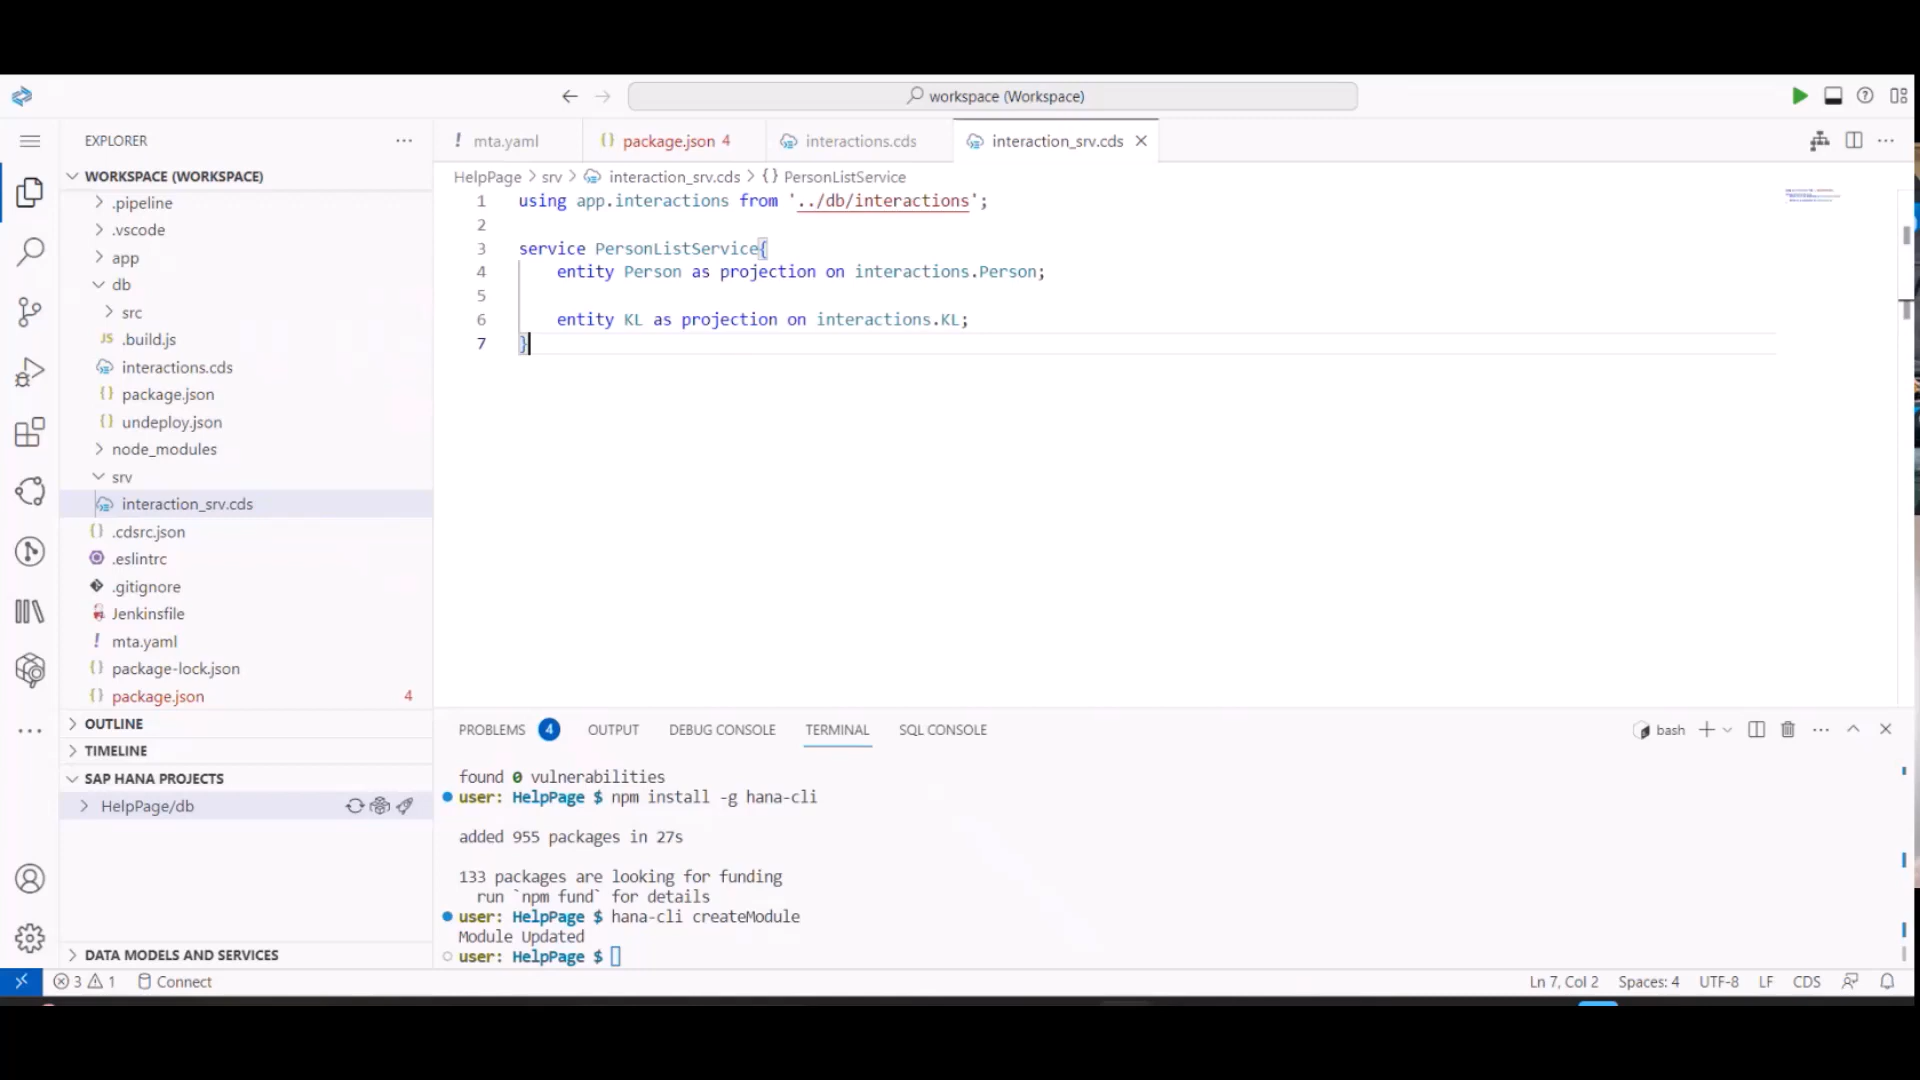 workspace (Workspace)
EXPLORER
mta.yaml
package.json 4
interactions.cds
interaction_srv.cds
WORKSPACE (WORKSPACE)
HelpPage > srv > interaction_srv.cds > {} PersonListService
.pipeline
.vscode
app
db
src
JS .build.js
interactions.cds
package.json
undeploy.json
node_modules
srv
interaction_srv.cds
.cdsrc.json
.eslintrc
.gitignore
Jenkinsfile
mta.yaml
package-lock.json
package.json 4
OUTLINE
TIMELINE
SAP HANA PROJECTS
HelpPage/db
DATA MODELS AND SERVICES
1 using app.interactions from '../db/interactions';
2
3 service PersonListService{
4 entity Person as projection on interactions.Person;
5
6 entity KL as projection on interactions.KL;
7 }
PROBLEMS 4 OUTPUT DEBUG CONSOLE TERMINAL SQL CONSOLE
bash
found 0 vulnerabilities
user: HelpPage $ npm install -g hana-cli
added 955 packages in 27s
133 packages are looking for funding
run `npm fund` for details
user: HelpPage $ hana-cli createModule
Module Updated
user: HelpPage $
3 1 Connect
Ln 7, Col 2 Spaces: 4 UTF-8 LF CDS